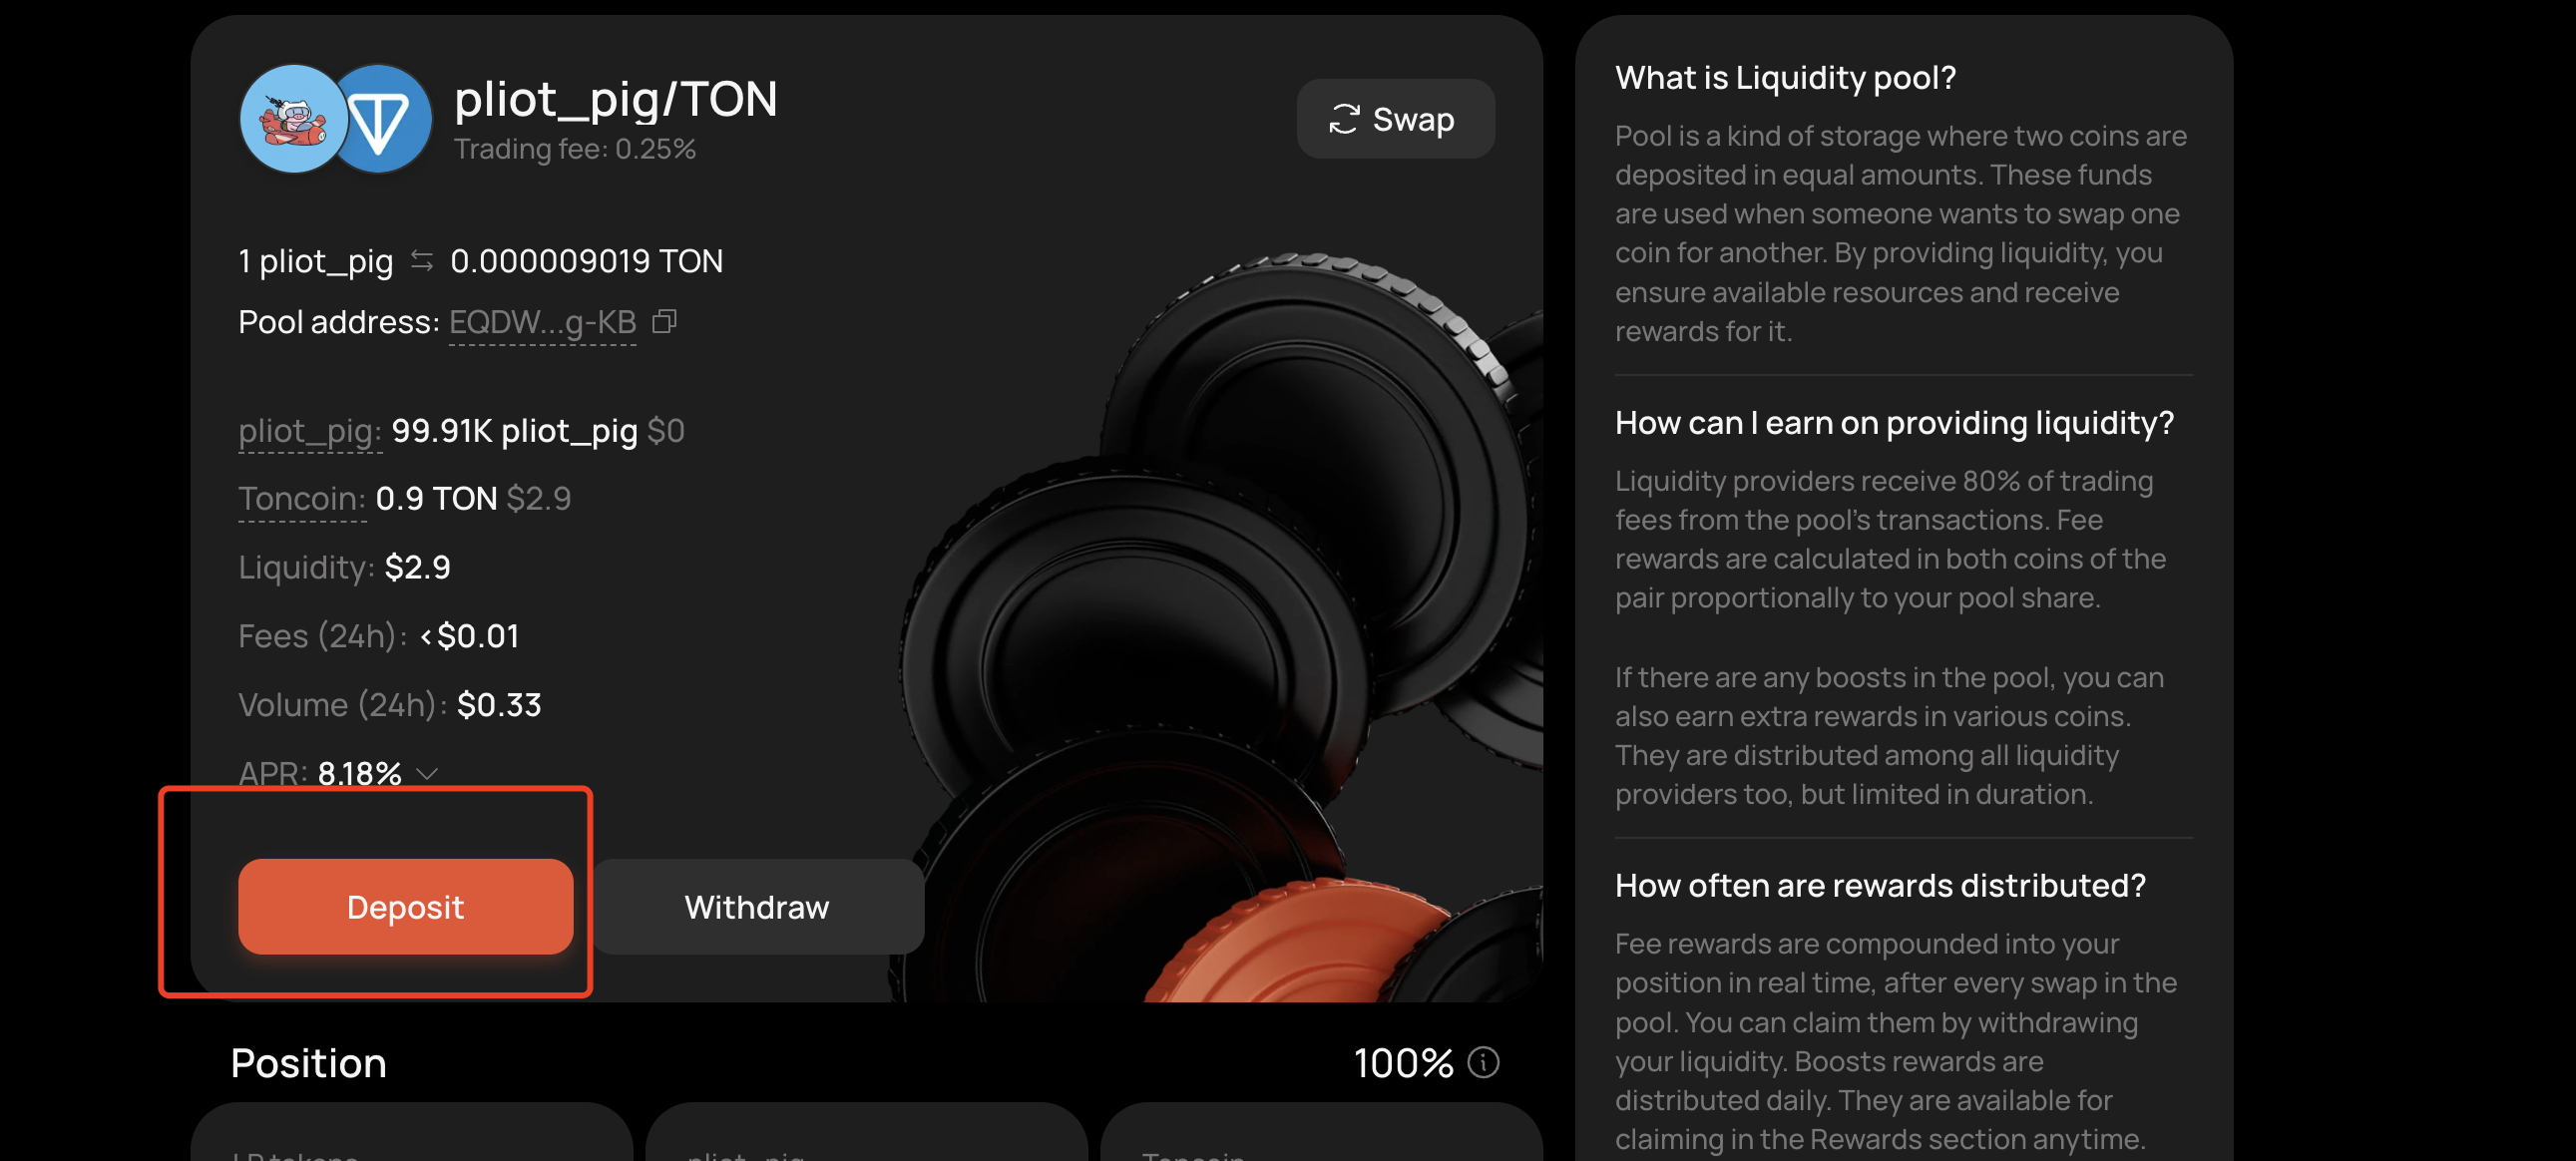 pliot_pig/TON
Trading fee: 0.25%
Swap
1 pliot_pig ⇆ 0.000009019 TON
Pool address: EQDW...g-KB
pliot_pig: 99.91K pliot_pig $0
Toncoin: 0.9 TON $2.9
Liquidity: $2.9
Fees (24h): <$0.01
Volume (24h): $0.33
APR: 8.18%
Deposit
Withdraw
Position
100%
LP tokens
pliot_pig
Toncoin
What is Liquidity pool?
Pool is a kind of storage where two coins are
deposited in equal amounts. These funds
are used when someone wants to swap one
coin for another. By providing liquidity, you
ensure available resources and receive
rewards for it.
How can I earn on providing liquidity?
Liquidity providers receive 80% of trading
fees from the pool's transactions. Fee
rewards are calculated in both coins of the
pair proportionally to your pool share.
If there are any boosts in the pool, you can
also earn extra rewards in various coins.
They are distributed among all liquidity
providers too, but limited in duration.
How often are rewards distributed?
Fee rewards are compounded into your
position in real time, after every swap in the
pool. You can claim them by withdrawing
your liquidity. Boosts rewards are
distributed daily. They are available for
claiming in the Rewards section anytime.